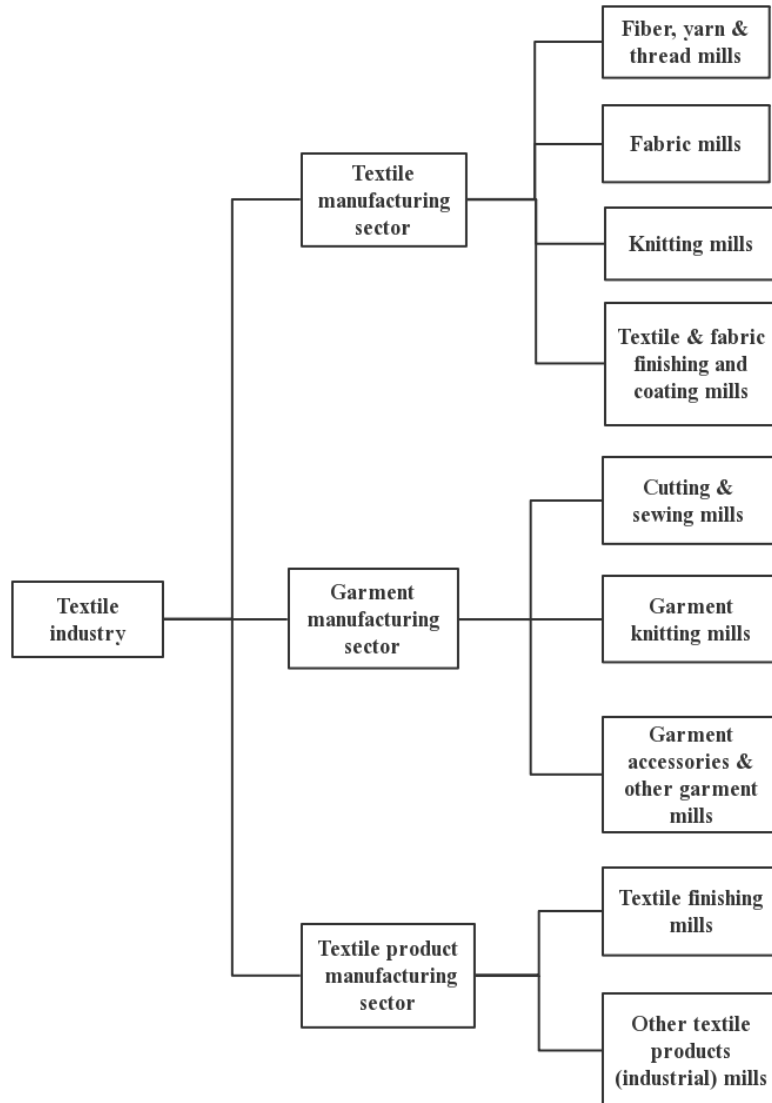 Fiber, yarn &
thread mills
Fabric mills
Textile
manufacturing
sector
Knitting mills
Textile & fabric
finishing and
coating mills
Cutting &
sewing mills
Textile
industry
Garment
manufacturing
sector
Garment
knitting mills
Garment
accessories &
other garment
mills
Textile finishing
mills
Textile product
manufacturing
sector
Other textile
products
(industrial) mills